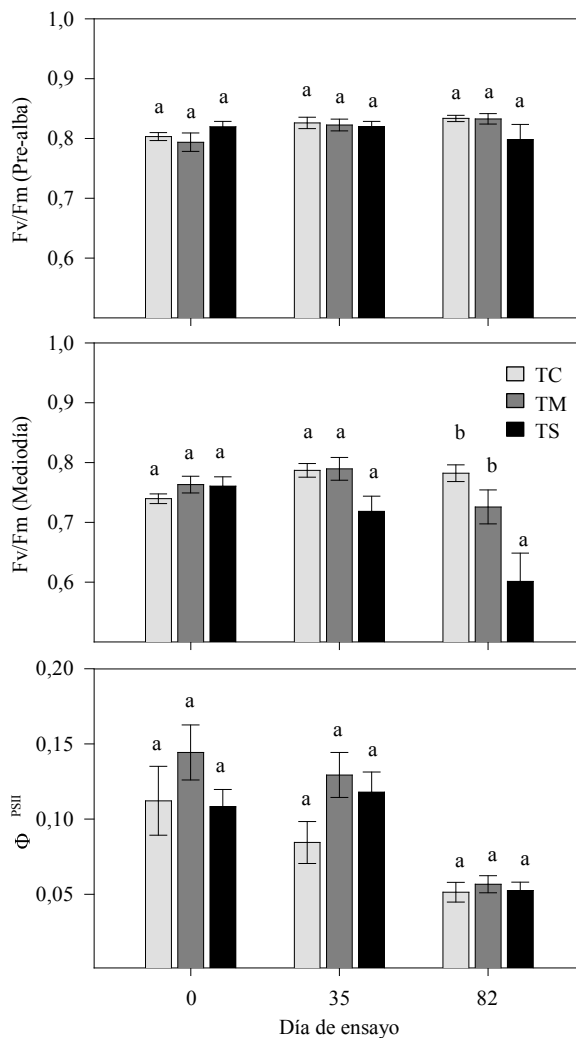 1,0
0,9
0,8
0,7
0,6
Fv/Fm (Pre-alba)
a a a
a a a
a a a
1,0
0,9
0,8
0,7
0,6
Fv/Fm (Mediodía)
TC
TM
TS
a a a
a a a
b b a
0,20
0,15
0,10
0,05
Φ PSII
a a a
a a a
a a a
0 35 82
Día de ensayo